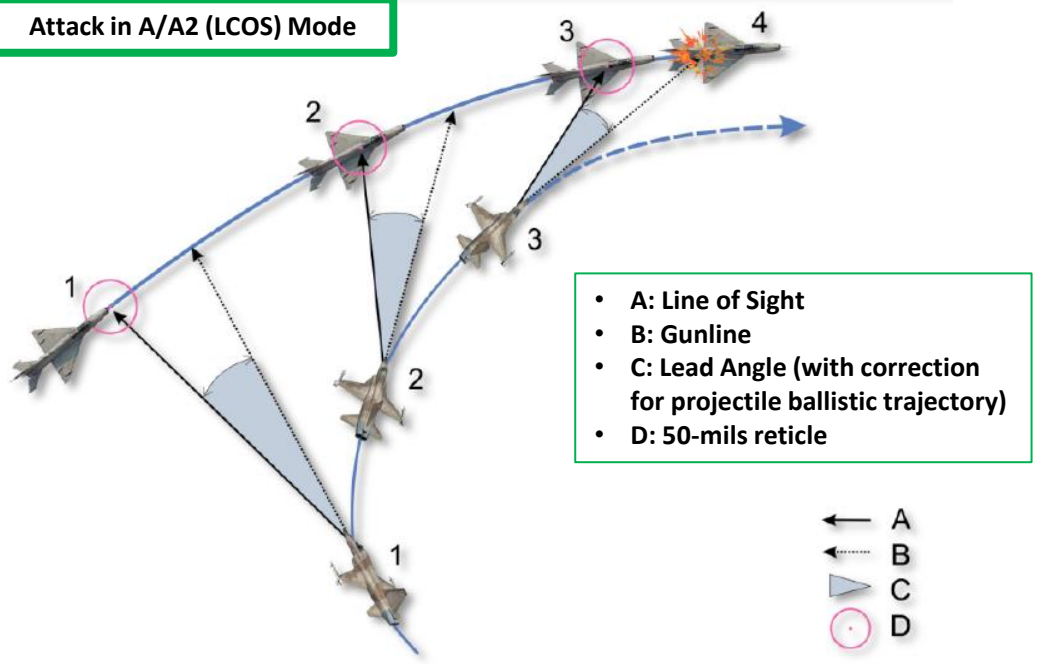 Attack in A/A2 (LCOS) Mode
3
4
2
1
3
2
1
• A: Line of Sight
• B: Gunline
• C: Lead Angle (with correction
for projectile ballistic trajectory)
• D: 50-mils reticle
A
B
C
D